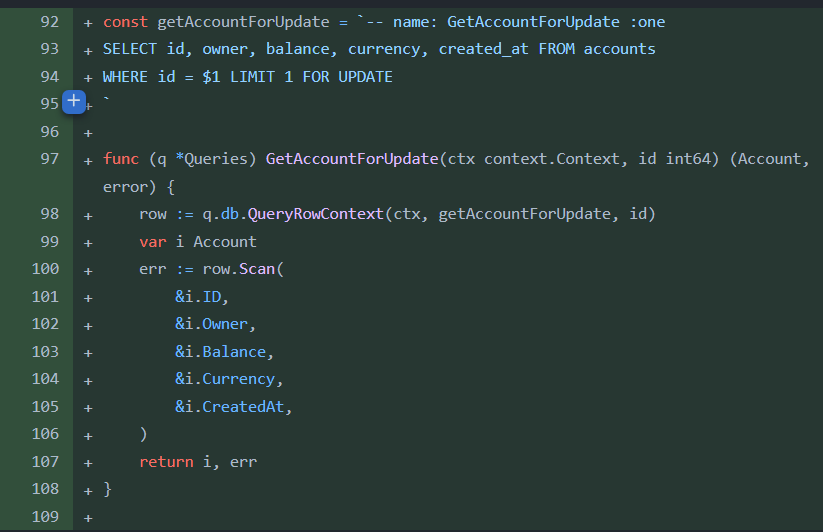 92 + const getAccountForUpdate = `-- name: GetAccountForUpdate :one
93 + SELECT id, owner, balance, currency, created_at FROM accounts
94 + WHERE id = $1 LIMIT 1 FOR UPDATE
95 + `
96 +
97 + func (q *Queries) GetAccountForUpdate(ctx context.Context, id int64) (Account,
error) {
98 + row := q.db.QueryRowContext(ctx, getAccountForUpdate, id)
99 + var i Account
100 + err := row.Scan(
101 + &i.ID,
102 + &i.Owner,
103 + &i.Balance,
104 + &i.Currency,
105 + &i.CreatedAt,
106 + )
107 + return i, err
108 + }
109 +